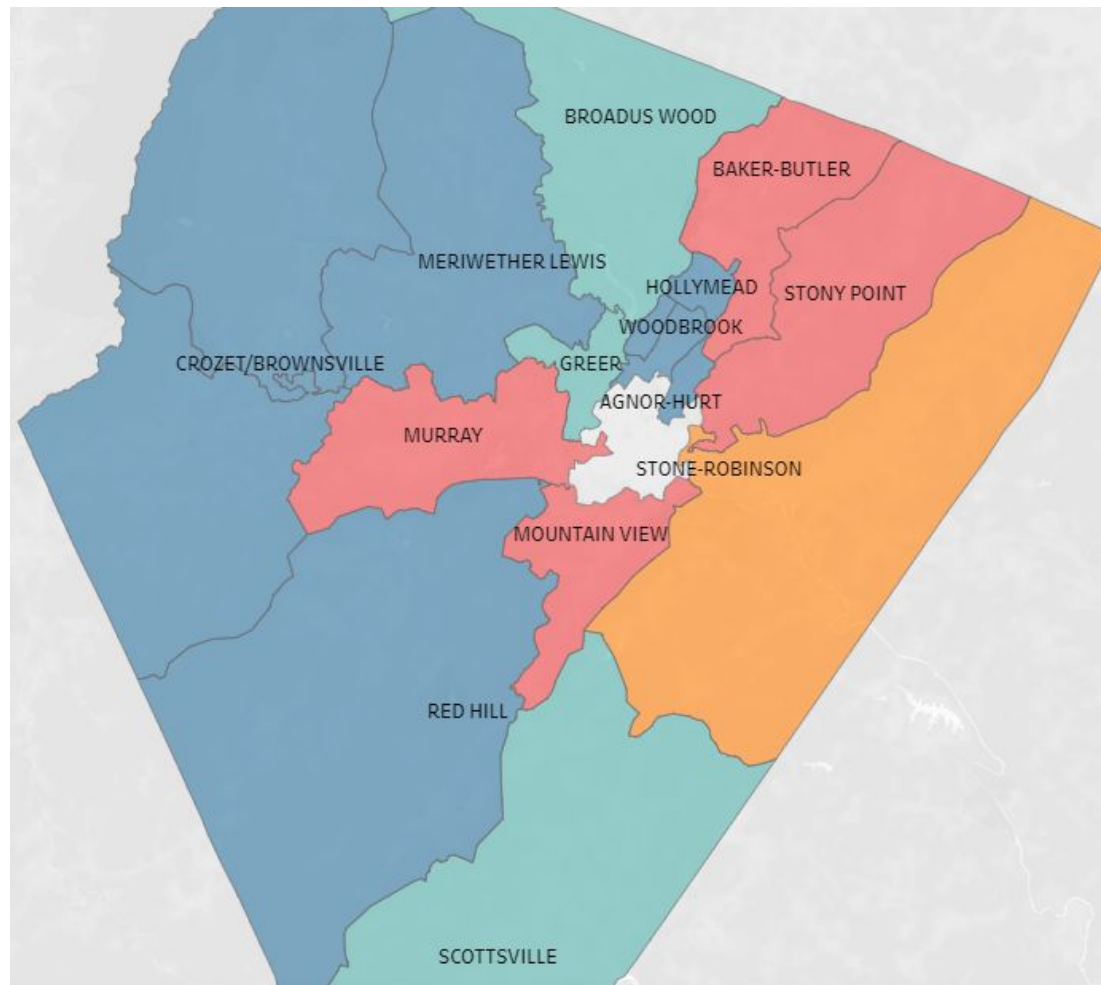 BROADUS WOOD
BAKER-BUTLER
MERIWETHER LEWIS
HOLLYMEAD
STONY POINT
WOODBROOK
CROZET/BROWNSVILLE
GREER
AGNOR-HURT
MURRAY
STONE-ROBINSON
MOUNTAIN VIEW
RED HILL
SCOTTSVILLE